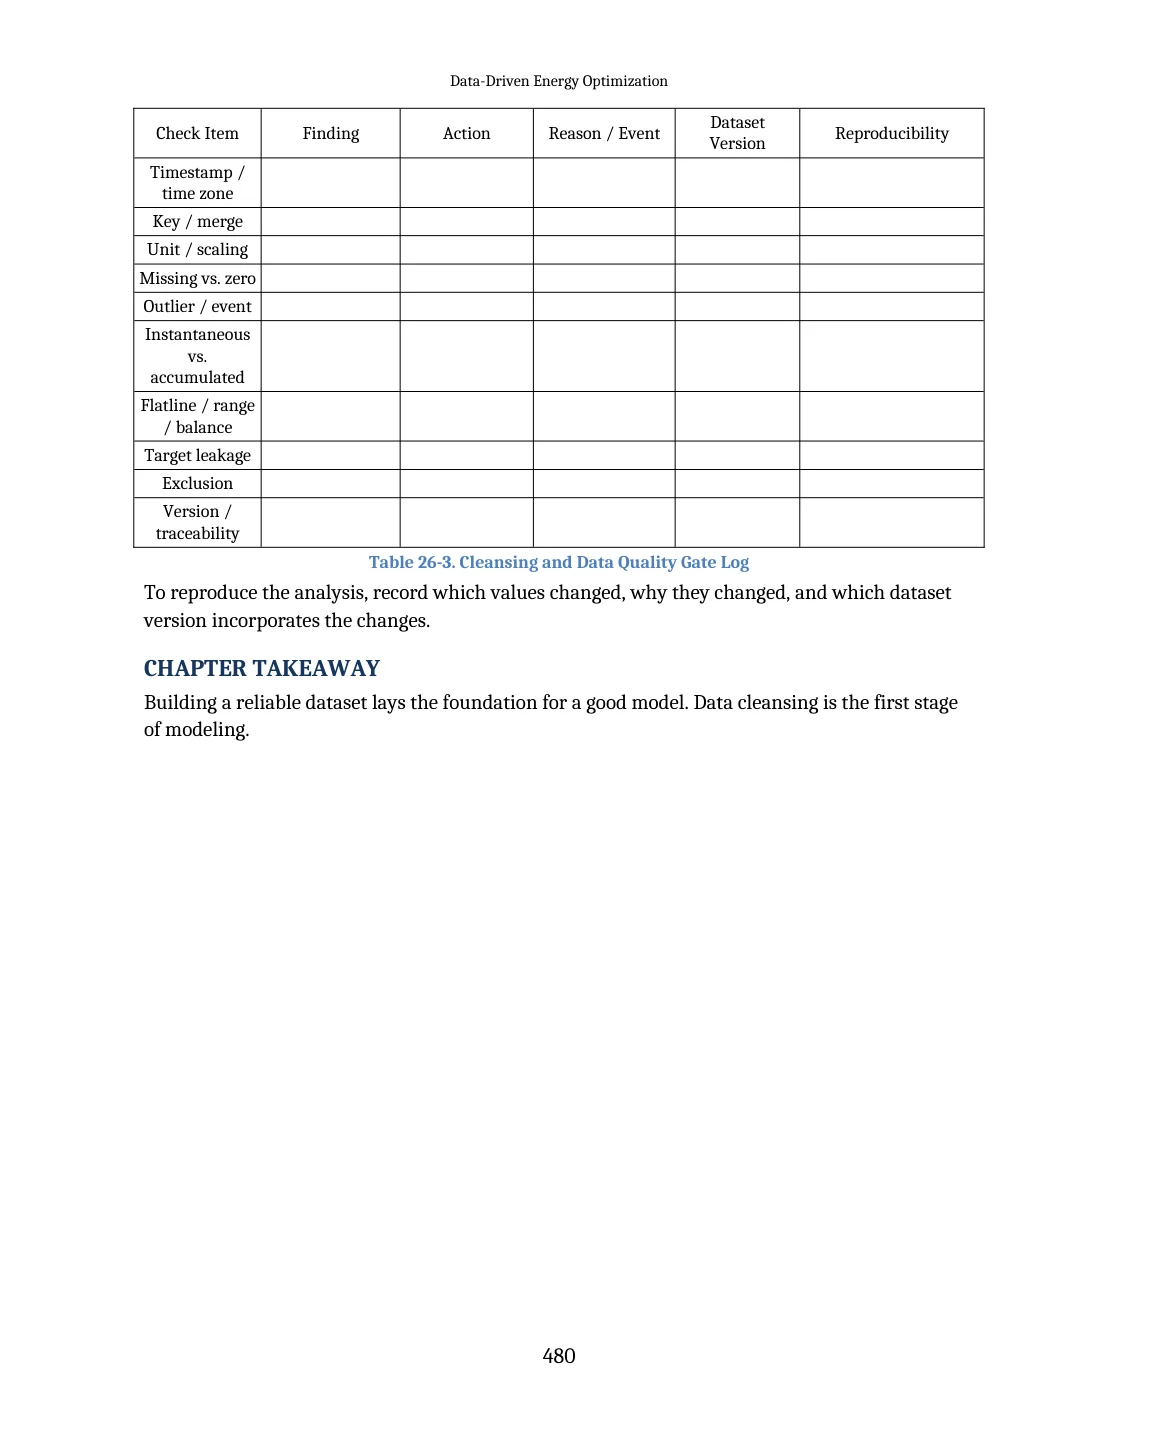 Data-Driven Energy Optimization
Check Item Finding Action Reason / Event Dataset Version Reproducibility
Timestamp /
time zone
Key / merge
Unit / scaling
Missing vs. zero
Outlier / event
Instantaneous
vs.
accumulated
Flatline / range
/ balance
Target leakage
Exclusion
Version /
traceability
Table 26-3. Cleansing and Data Quality Gate Log
To reproduce the analysis, record which values changed, why they changed, and which dataset
version incorporates the changes.
CHAPTER TAKEAWAY
Building a reliable dataset lays the foundation for a good model. Data cleansing is the first stage
of modeling.
480